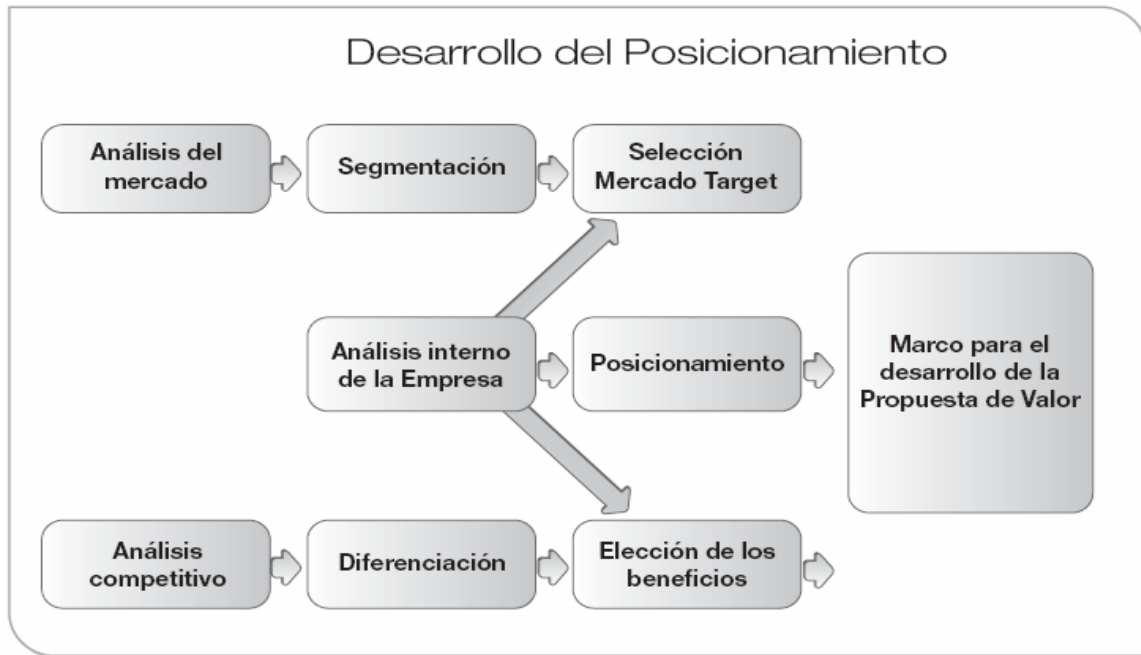 Desarrollo del Posicionamiento
Análisis del
mercado
Segmentación
Selección
Mercado Target
Análisis interno
de la Empresa
Posicionamiento
Marco para el
desarrollo de la
Propuesta de Valor
Análisis
competitivo
Diferenciación
Elección de los
beneficios